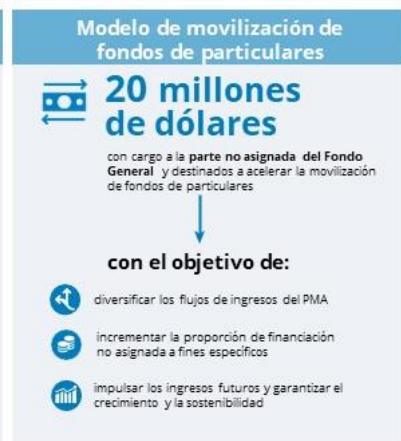 Modelo de movilización de
fondos de particulares
20 millones
de dólares
con cargo a la parte no asignada del Fondo
General y destinados a acelerar la movilización
de fondos de particulares
con el objetivo de:
diversificar los flujos de ingresos del PMA
incrementar la proporción de financiación
no asignada a fines específicos
impulsar los ingresos futuros y garantizar el
crecimiento y la sostenibilidad